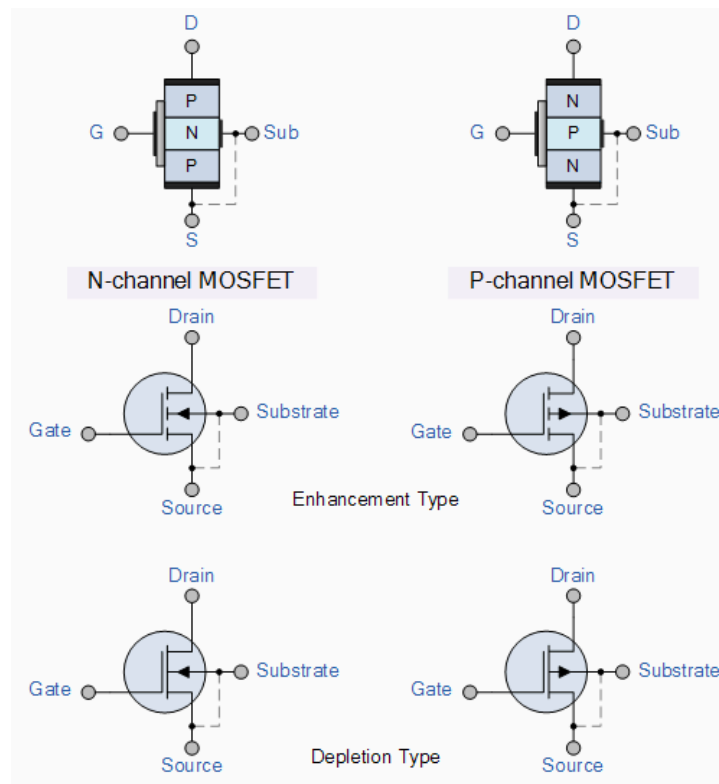 D D
P N
G N Sub G P Sub
P N
S S
N-channel MOSFET P-channel MOSFET
Drain Drain
Substrate Substrate
Gate Gate
Source Source
Enhancement Type
Drain Drain
Substrate Substrate
Gate Gate
Source Source
Depletion Type